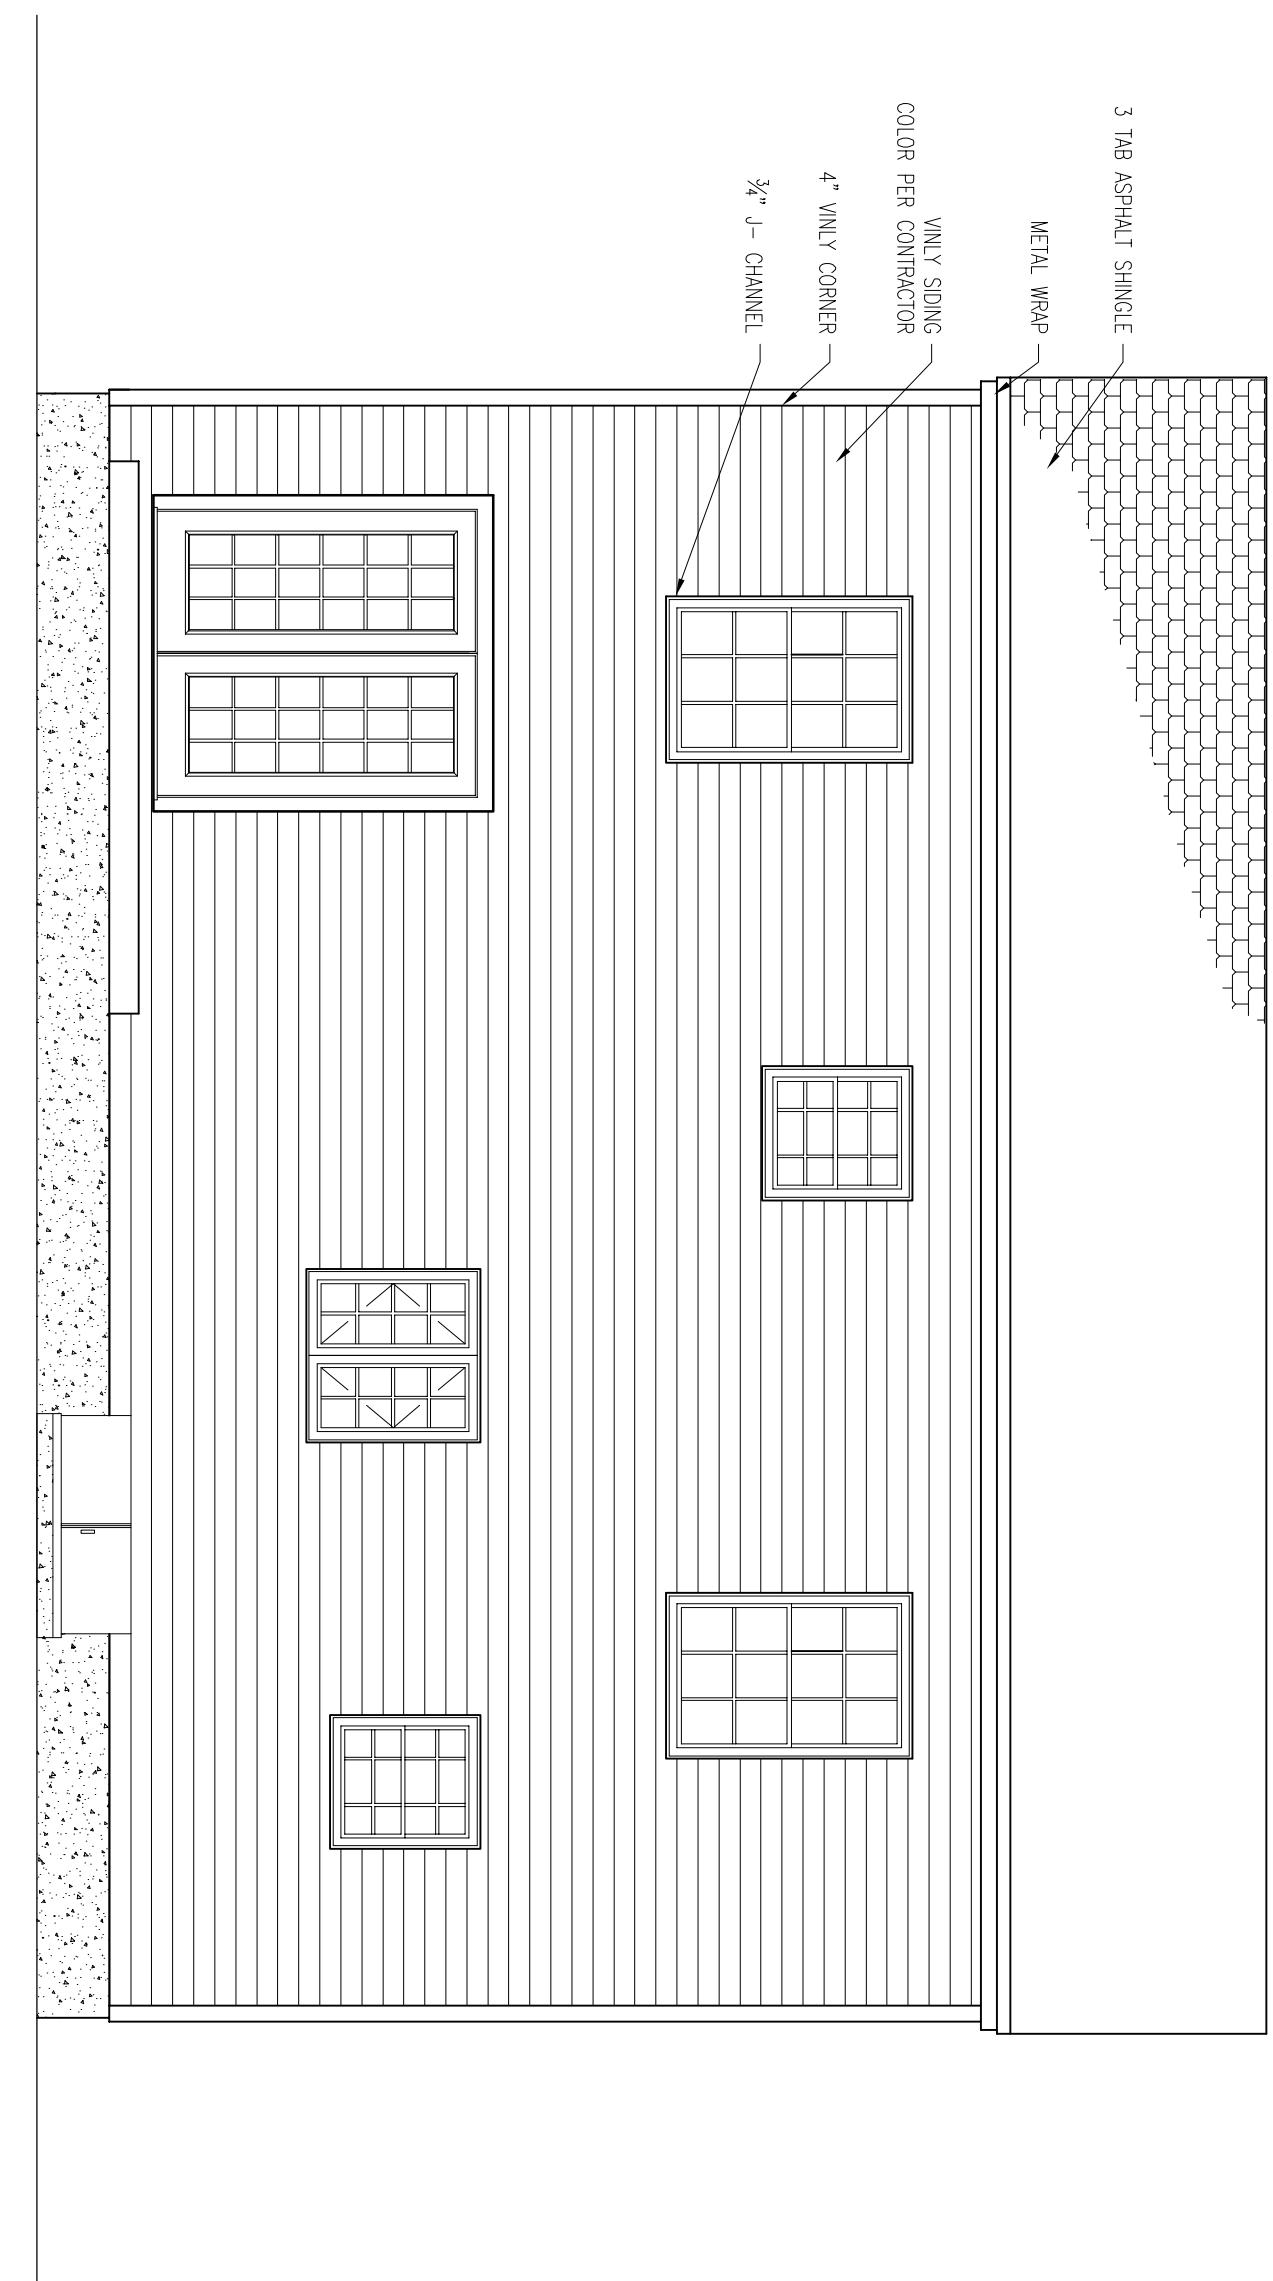 3 TAB ASPHALT SHINGLE
METAL WRAP
VINLY SIDING
COLOR PER CONTRACTOR
4" VINLY CORNER
¾" J- CHANNEL